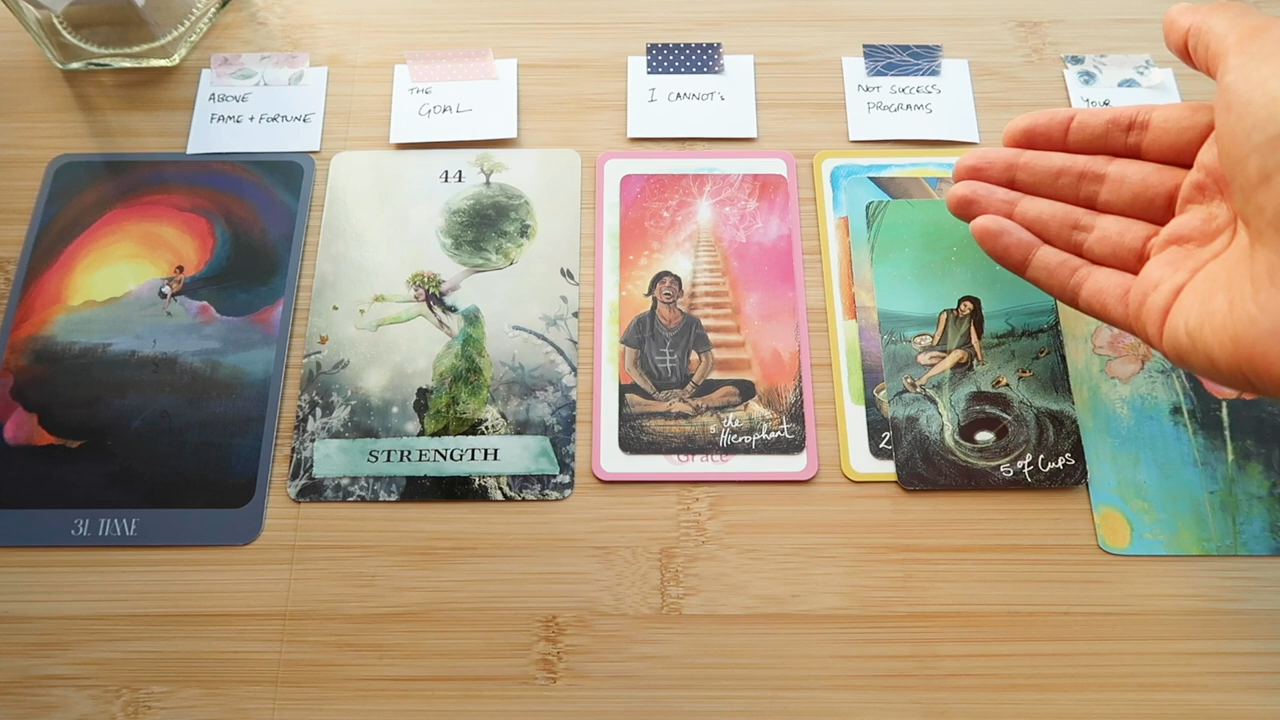 ABOVE
FAME + FORTUNE
THE
GOAL
I CANNOT'S
NOT SUCCESS
PROGRAMS
YOUR
31. TIME
44
STRENGTH
5 the
Hierophant
Grace
2
5 of Cups